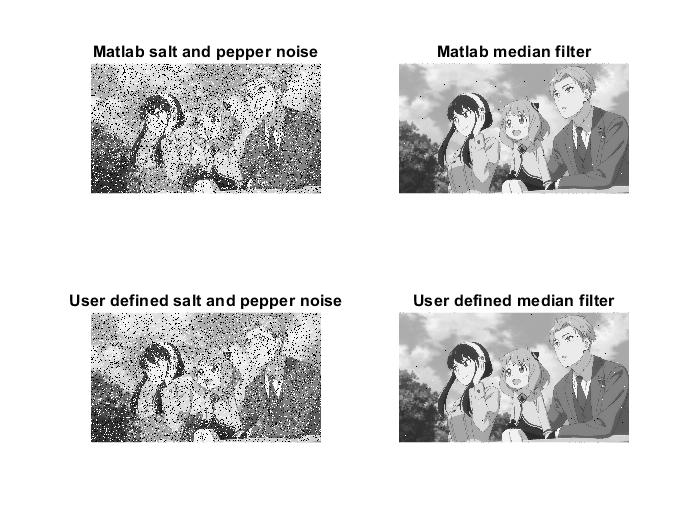 Matlab salt and pepper noise
Matlab median filter
User defined salt and pepper noise
User defined median filter